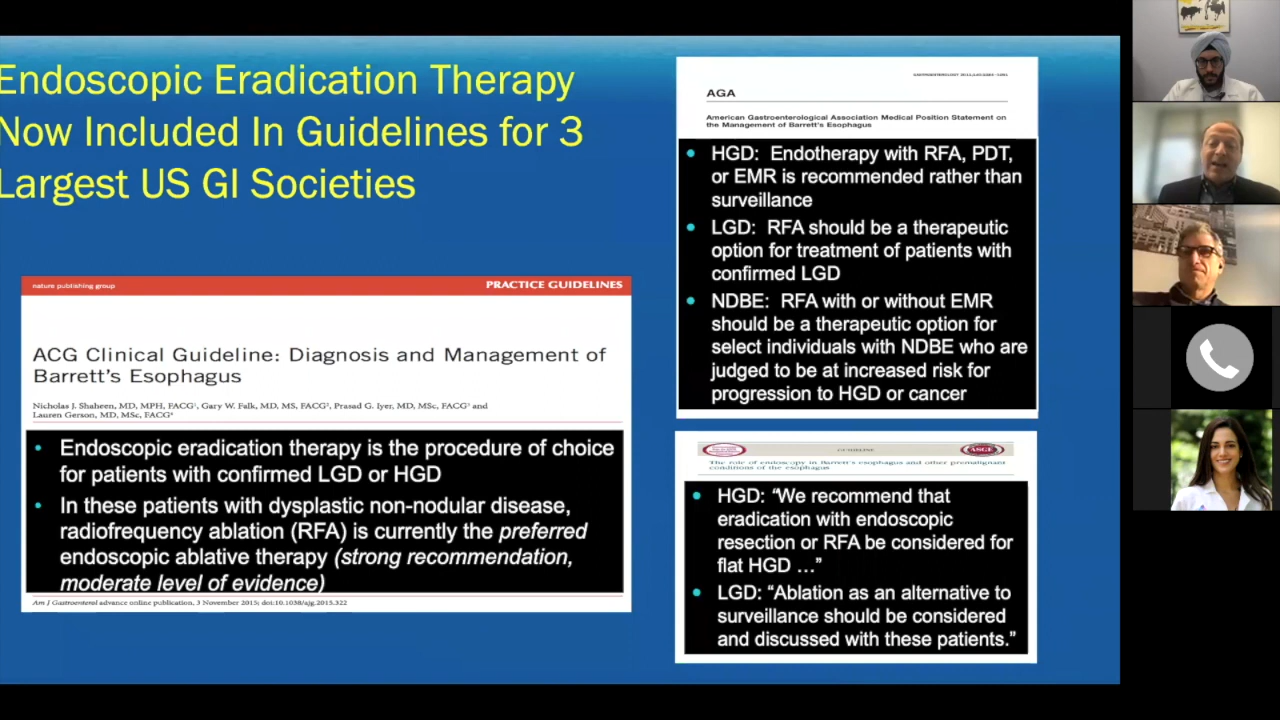 Endoscopic Eradication Therapy
Now Included In Guidelines for 3
Largest US GI Societies
nature publishing group
PRACTICE GUIDELINES
ACG Clinical Guideline: Diagnosis and Management of
Barrett's Esophagus
Nicholas J. Shaheen, MD, MPH, FACG¹, Gary W. Falk, MD, MS, FACG², Prasad G. Iyer, MD, MSc, FACG³ and
Lauren Gerson, MD, MSc, FACG⁴
• Endoscopic eradication therapy is the procedure of choice
for patients with confirmed LGD or HGD
• In these patients with dysplastic non-nodular disease,
radiofrequency ablation (RFA) is currently the preferred
endoscopic ablative therapy (strong recommendation,
moderate level of evidence)
Am J Gastroenterol advance online publication, 3 November 2015; doi:10.1038/ajg.2015.322
AGA
American Gastroenterological Association Medical Position Statement on
the Management of Barrett's Esophagus
• HGD: Endotherapy with RFA, PDT,
or EMR is recommended rather than
surveillance
• LGD: RFA should be a therapeutic
option for treatment of patients with
confirmed LGD
• NDBE: RFA with or without EMR
should be a therapeutic option for
select individuals with NDBE who are
judged to be at increased risk for
progression to HGD or cancer
GUIDELINE
ASGE
The role of endoscopy in Barrett's esophagus and other premalignant
conditions of the esophagus
• HGD: "We recommend that
eradication with endoscopic
resection or RFA be considered for
flat HGD …"
• LGD: "Ablation as an alternative to
surveillance should be considered
and discussed with these patients."